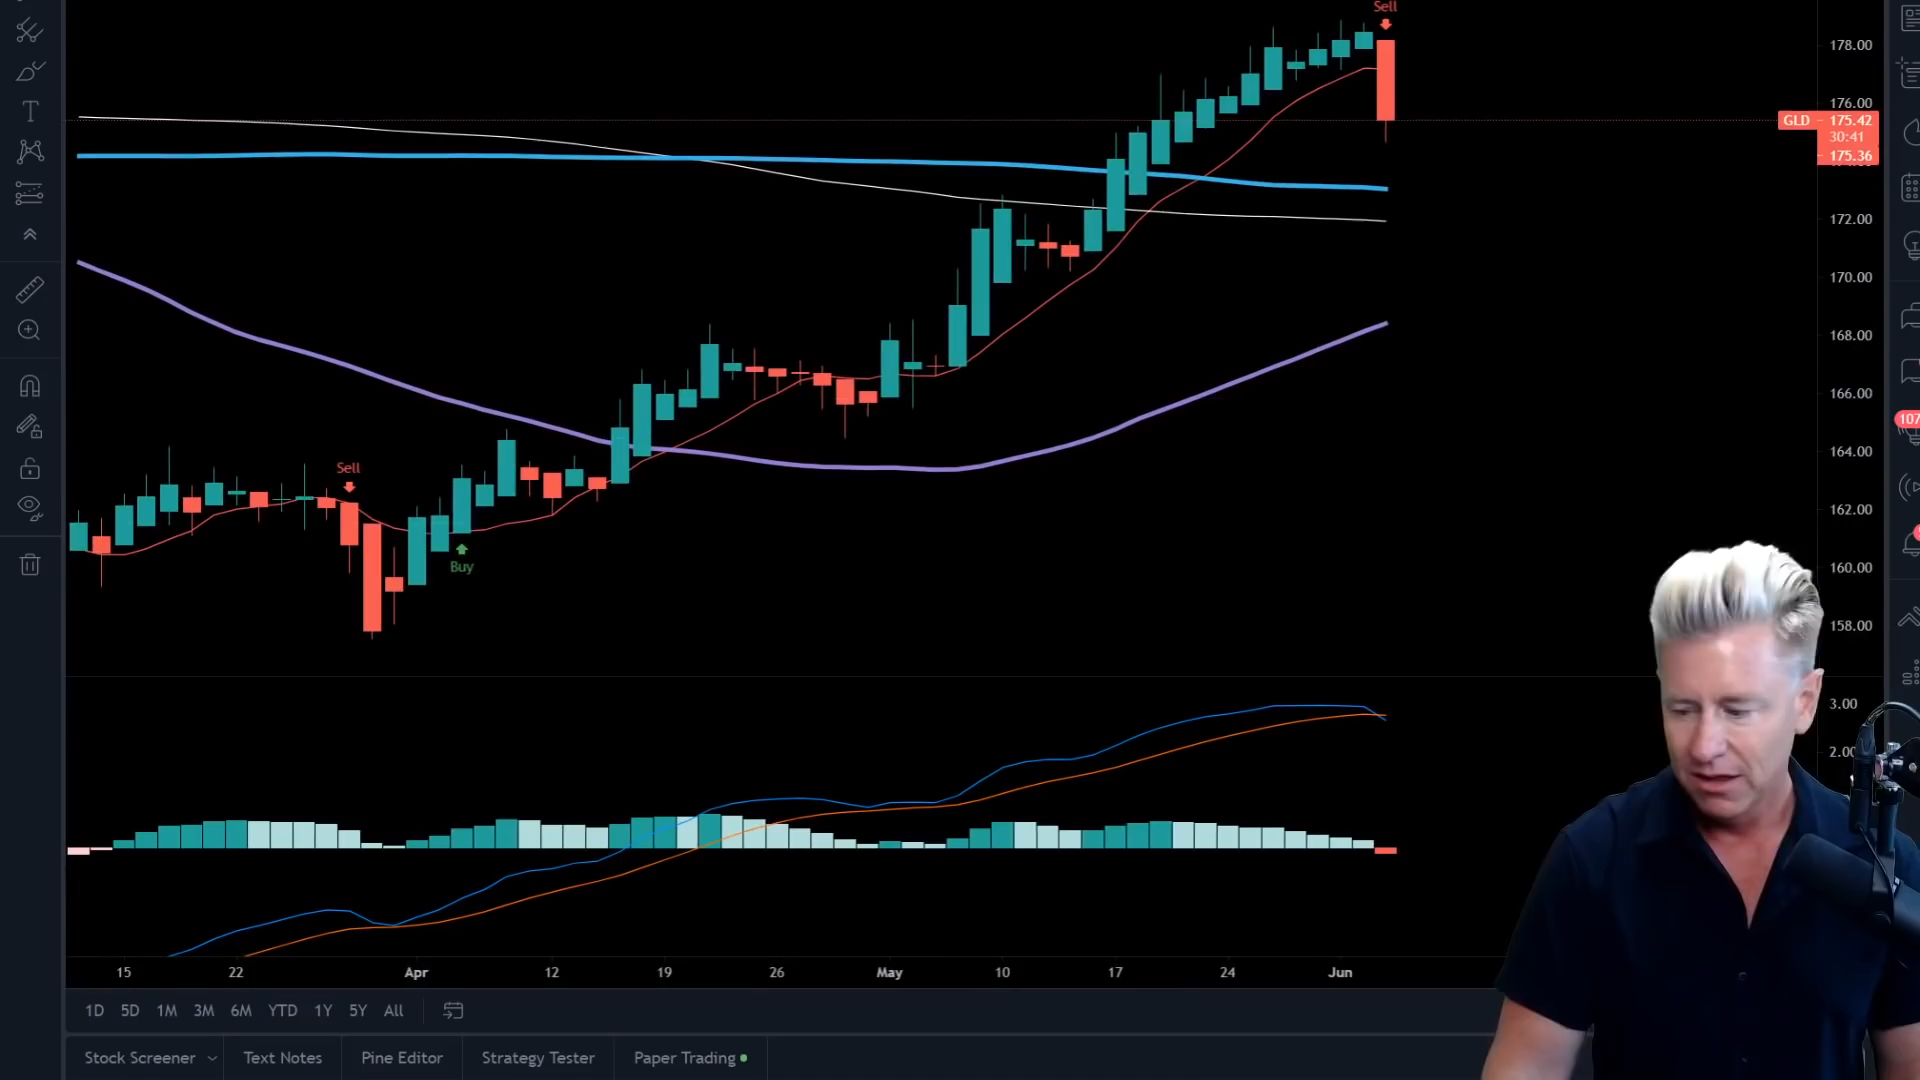 Sell
178.00
176.00
GLD 175.42
30:41
175.36
172.00
170.00
168.00
166.00
164.00
107
Sell
162.00
Buy
160.00
158.00
3.00
2.00
15 22 Apr 12 19 26 May 10 17 24 Jun
1D 5D 1M 3M 6M YTD 1Y 5Y All
Stock Screener Text Notes Pine Editor Strategy Tester Paper Trading